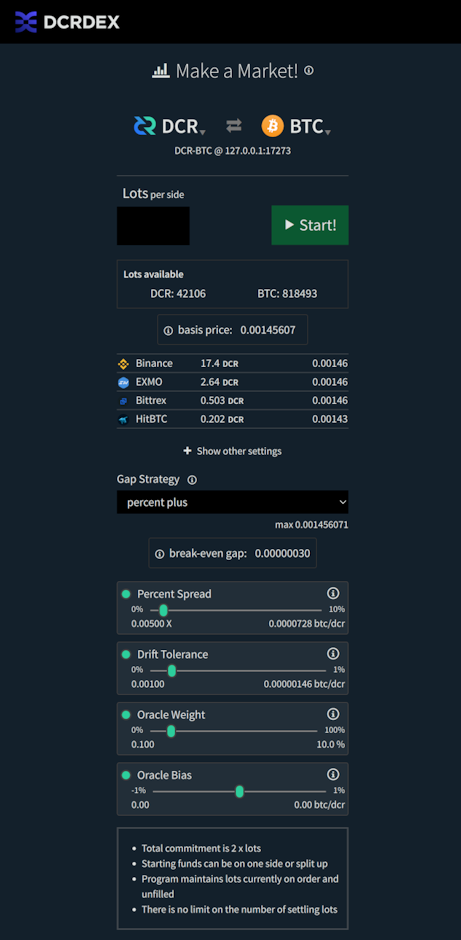 DCRDEX
Make a Market!
DCR BTC
DCR-BTC @ 127.0.0.1:17273
Lots per side
Start!
Lots available
DCR: 42106 BTC: 818493
basis price: 0.00145607
Binance 17.4 DCR 0.00146
EXMO 2.64 DCR 0.00146
Bittrex 0.503 DCR 0.00146
HitBTC 0.202 DCR 0.00143
+ Show other settings
Gap Strategy
percent plus
max 0.001456071
break-even gap: 0.00000030
Percent Spread
0% 10%
0.00500 X 0.0000728 btc/dcr
Drift Tolerance
0% 1%
0.00100 0.00000146 btc/dcr
Oracle Weight
0% 100%
0.100 10.0 %
Oracle Bias
-1% 1%
0.00 0.00 btc/dcr
• Total commitment is 2 x lots
• Starting funds can be on one side or split up
• Program maintains lots currently on order and
unfilled
• There is no limit on the number of settling lots